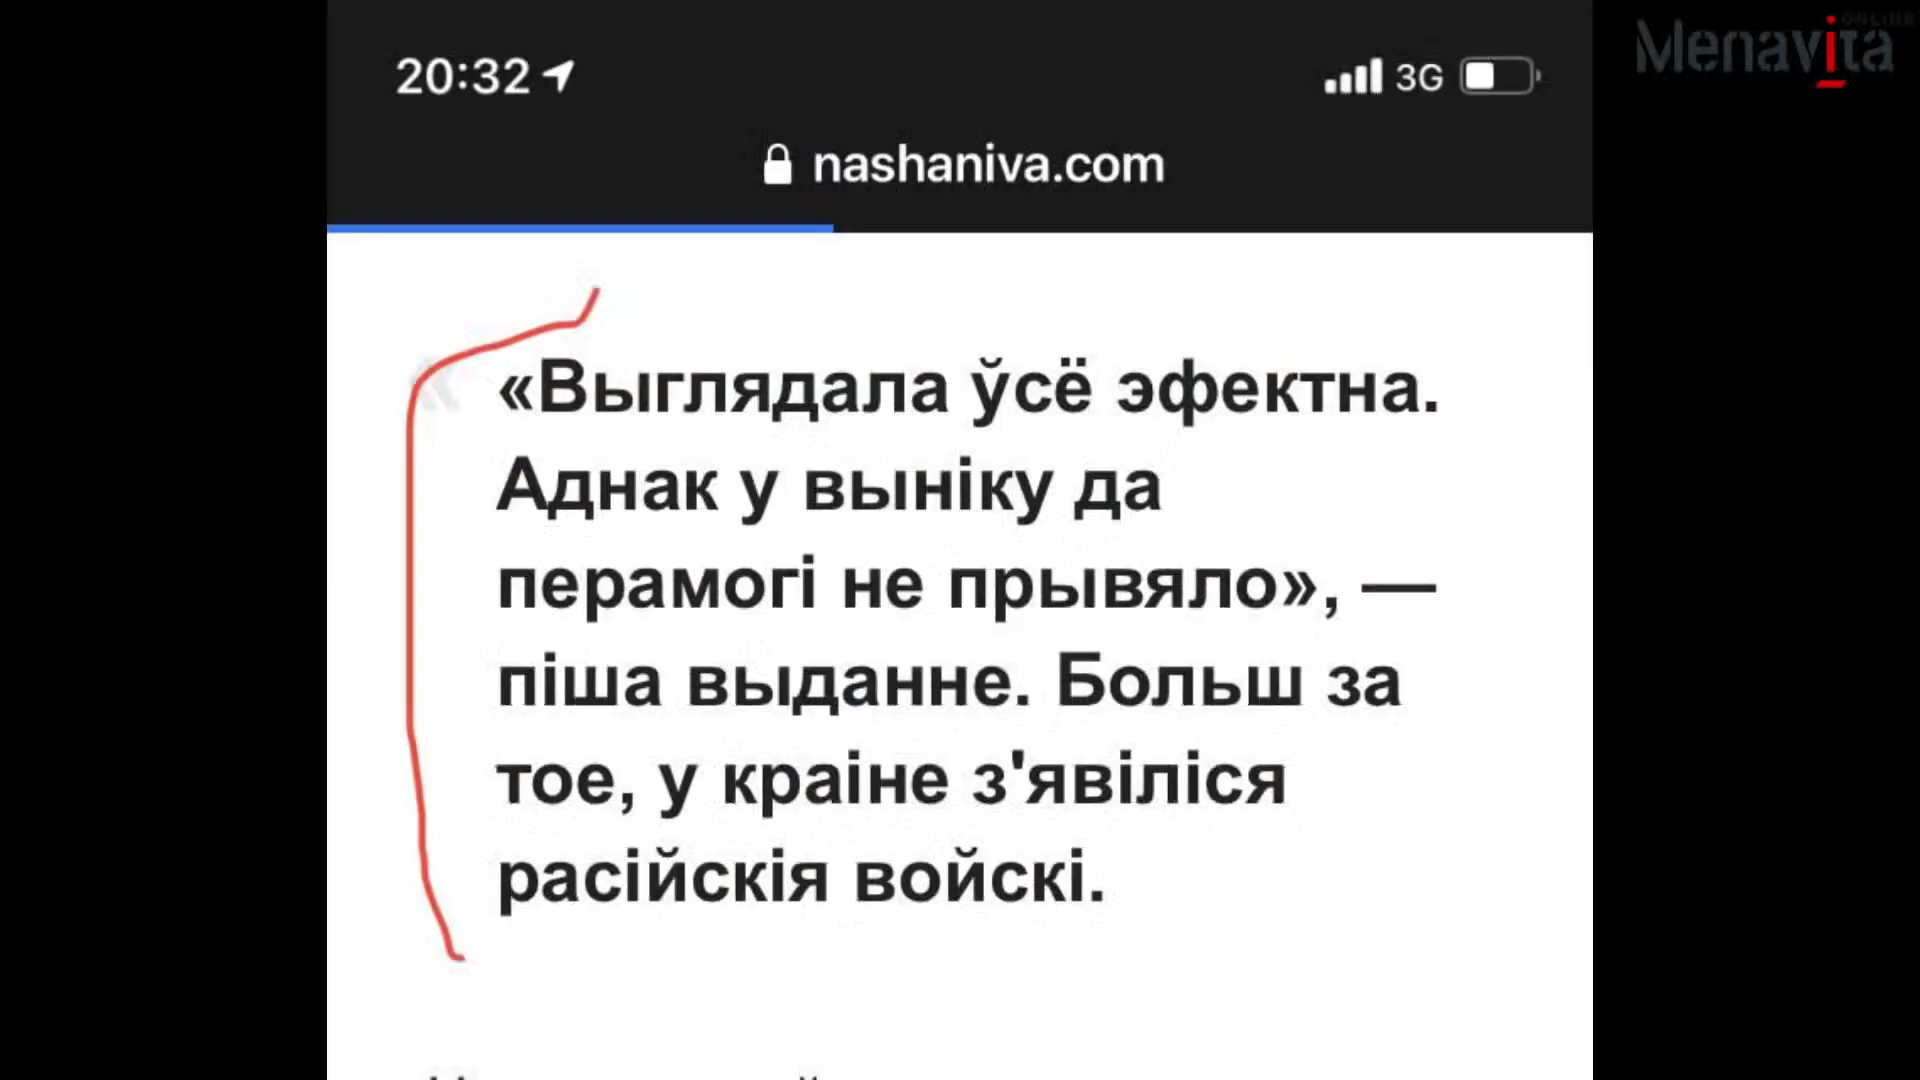 20:32
3G
ONLINE
Menavita
nashaniva.com
«Выглядала ўсё эфектна.
Аднак у выніку да
перамогі не прывяло», —
піша выданне. Больш за
тое, у краіне з'явіліся
расійскія войскі.